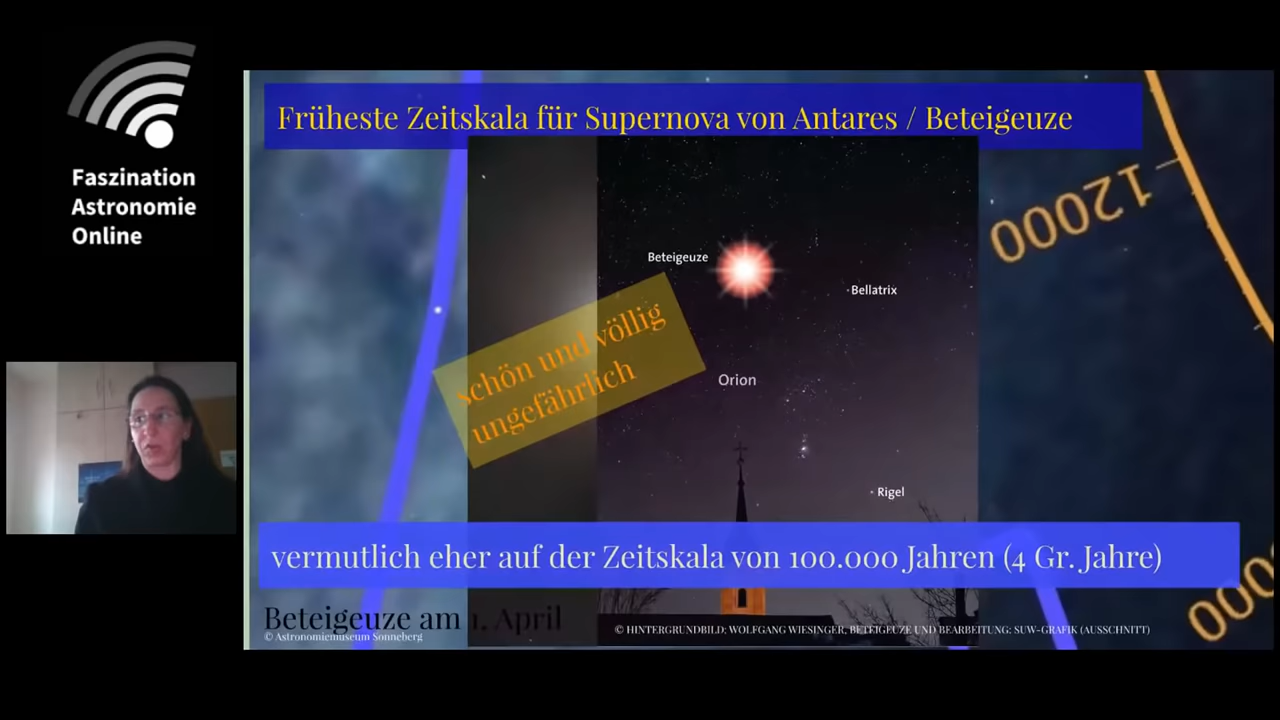 Faszination
Astronomie
Online
Früheste Zeitskala für Supernova von Antares / Beteigeuze
12000
Beteigeuze
Bellatrix
schön und völlig
ungefährlich
Orion
Rigel
vermutlich eher auf der Zeitskala von 100.000 Jahren (4 Gr. Jahre)
Beteigeuze am 1. April
© Astronomiemuseum Sonneberg
© HINTERGRUNDBILD: WOLFGANG WIESINGER, BETEIGEUZE UND BEARBEITUNG: SUW-GRAFIK (AUSSCHNITT)